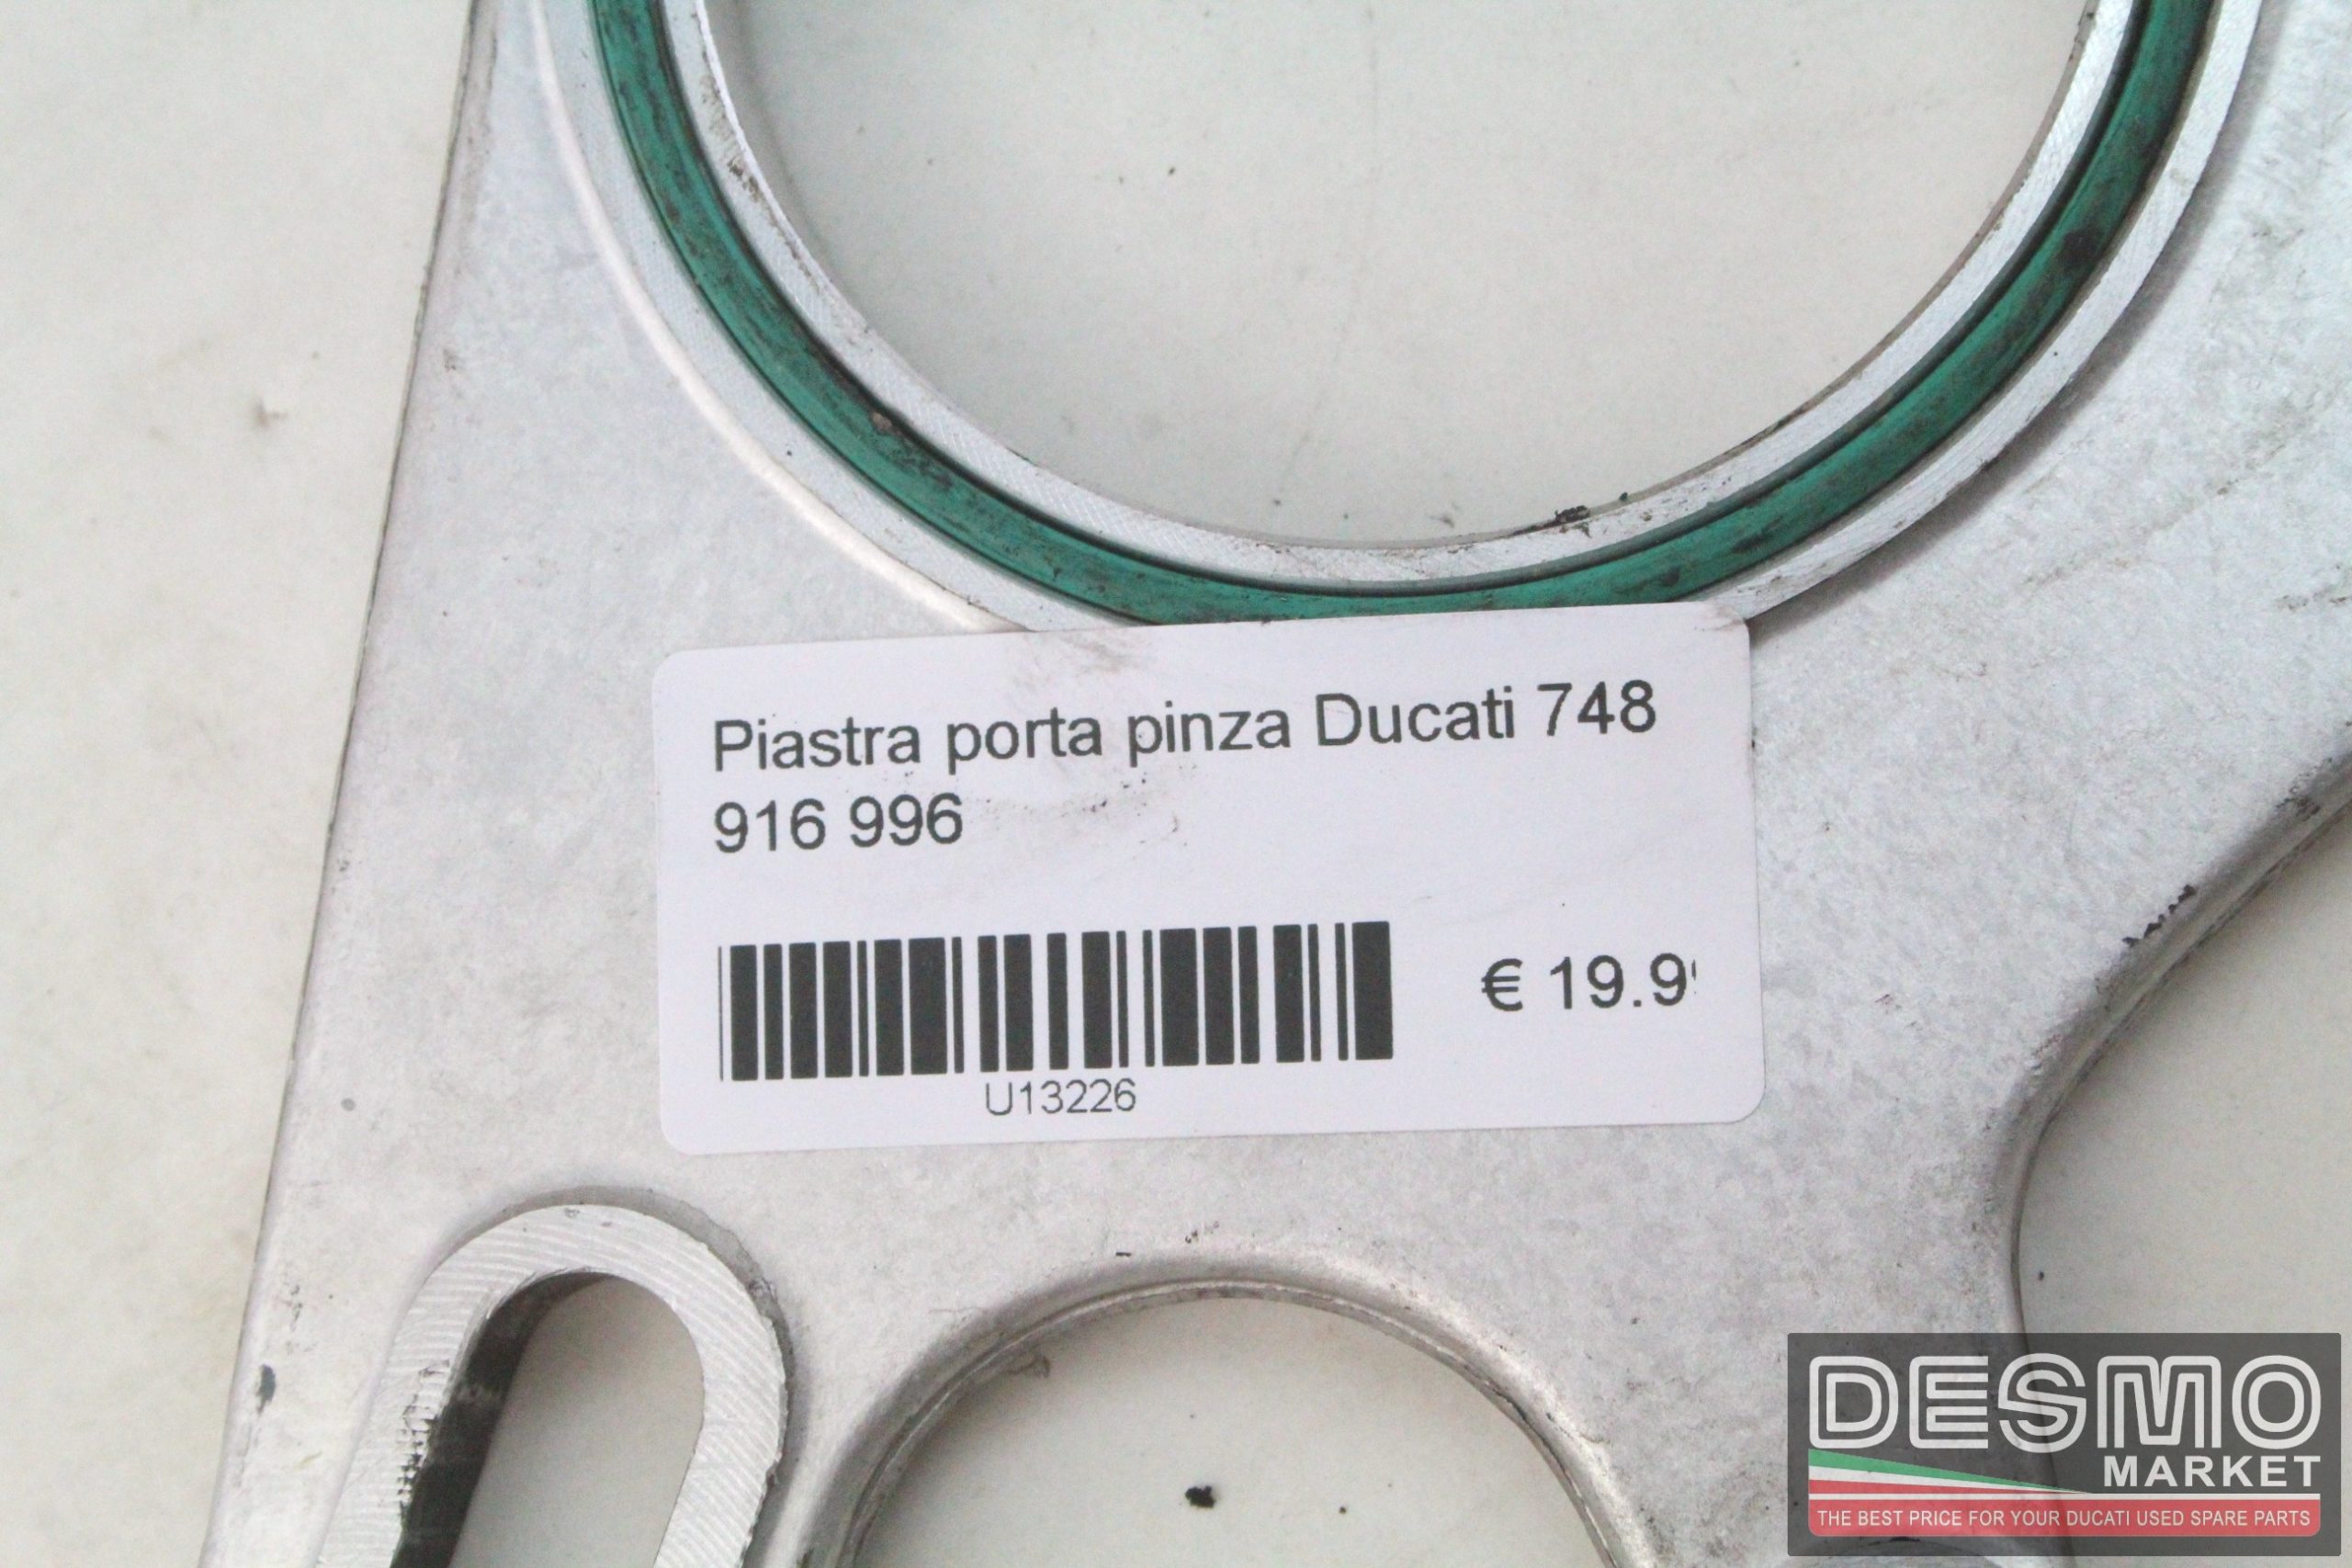 Piastra porta pinza Ducati 748
916 996
€ 19.9
U13226
DESMO
MARKET
THE BEST PRICE FOR YOUR DUCATI USED SPARE PARTS